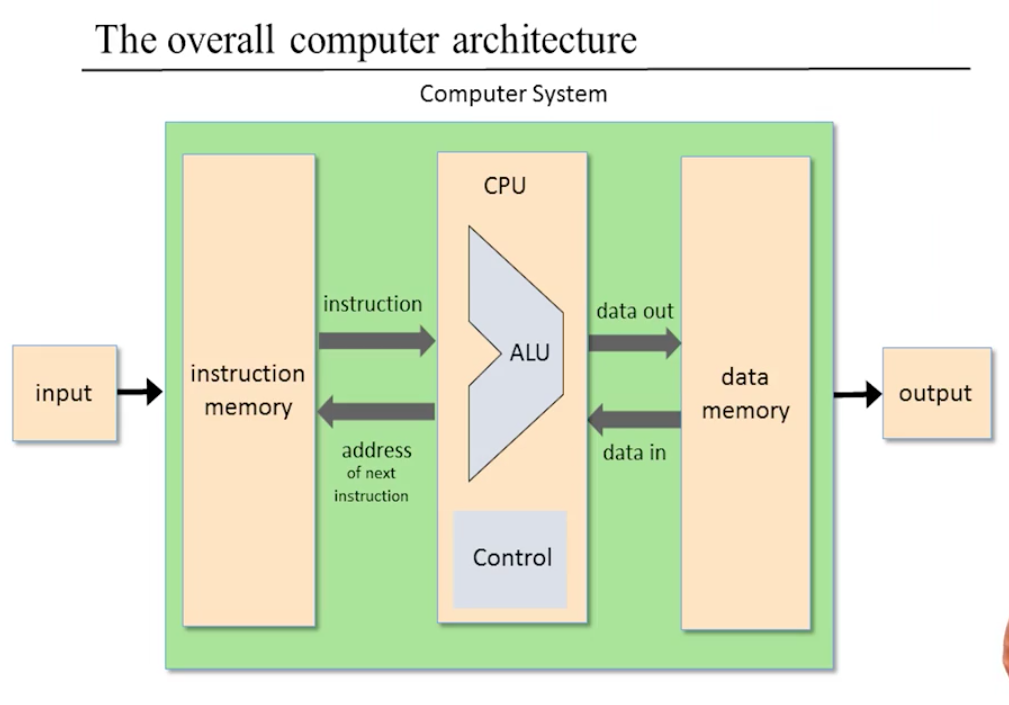 The overall computer architecture
Computer System
input
instruction
memory
instruction
address
of next
instruction
CPU
ALU
Control
data out
data in
data
memory
output